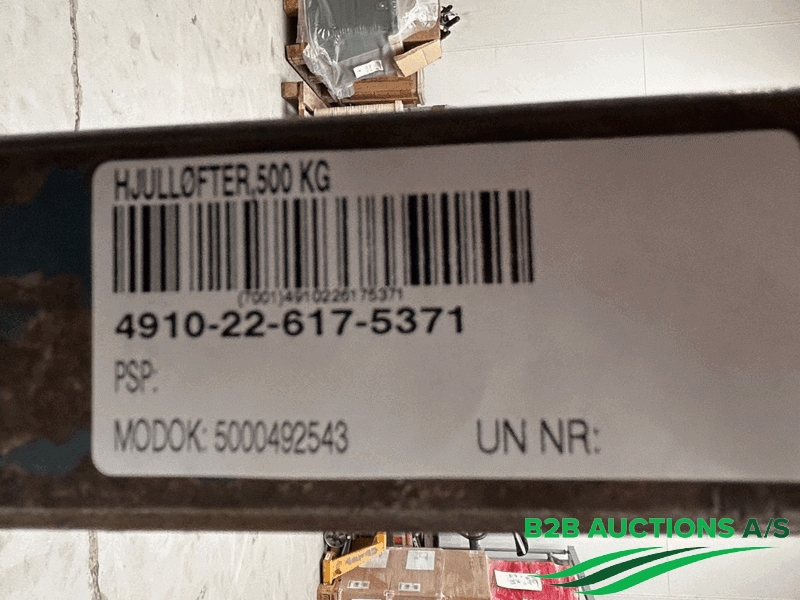 HJULLØFTER,500 KG
(7001)4910226175371
4910-22-617-5371
PSP:
MODOK: 5000492543
UN NR:
B2B AUCTIONS A/S